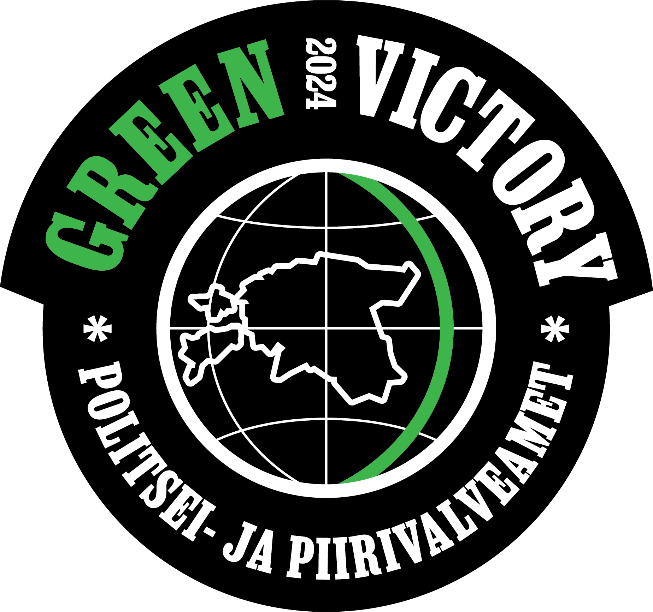 GREEN 2024 VICTORY
* POLITSEI- JA PIIRIVALVEAMET *